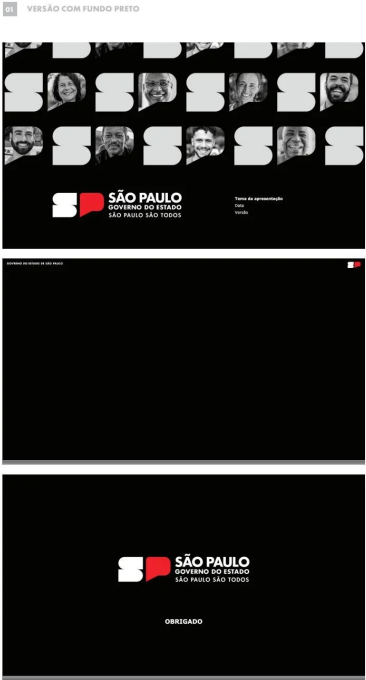 01 VERSÃO COM FUNDO PRETO
SÃO PAULO
GOVERNO DO ESTADO
SÃO PAULO SÃO TODOS
Tema da apresentação
Data
Versão
GOVERNO DO ESTADO DE SÃO PAULO
SP
SÃO PAULO
GOVERNO DO ESTADO
SÃO PAULO SÃO TODOS
OBRIGADO